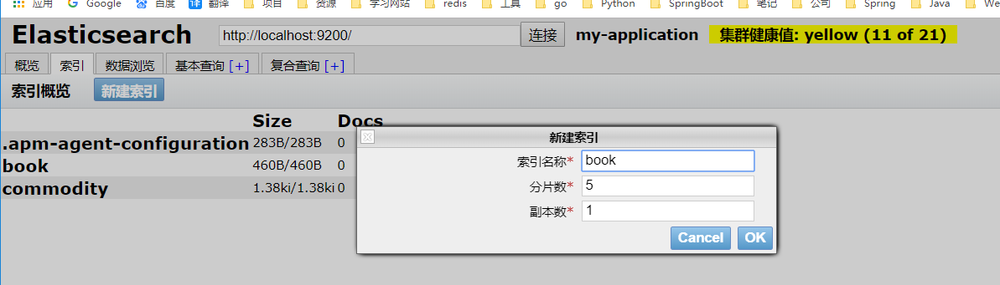 应用 Google 百度 翻译 项目 资源 学习网站 redis 工具 go Python SpringBoot 笔记 公司 Spring Java We
Elasticsearch http://localhost:9200/ 连接 my-application 集群健康值: yellow (11 of 21)
概览 索引 数据浏览 基本查询 [+] 复合查询 [+]
索引概览 新建索引
Size Docs
.apm-agent-configuration 283B/283B 0
book 460B/460B 0
commodity 1.38ki/1.38ki 0
新建索引
索引名称* book
分片数* 5
副本数* 1
Cancel OK